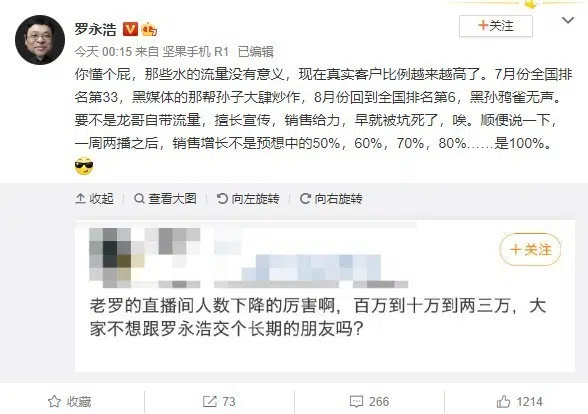 罗永浩
+关注
今天 00:15 来自 坚果手机 R1 已编辑
你懂个屁，那些水的流量没有意义，现在真实客户比例越来越高了。7月份全国排
名第33，黑媒体的那帮孙子大肆炒作，8月份回到全国排名第6，黑孙鸦雀无声。
要不是龙哥自带流量，擅长宣传，销售给力，早就被坑死了，唉。顺便说一下，
一周两播之后，销售增长不是预想中的50%，60%，70%，80%……是100%。
收起 查看大图 向左旋转 向右旋转
+关注
老罗的直播间人数下降的厉害啊，百万到十万到两三万，大
家不想跟罗永浩交个长期的朋友吗？
收藏 73 266 1214